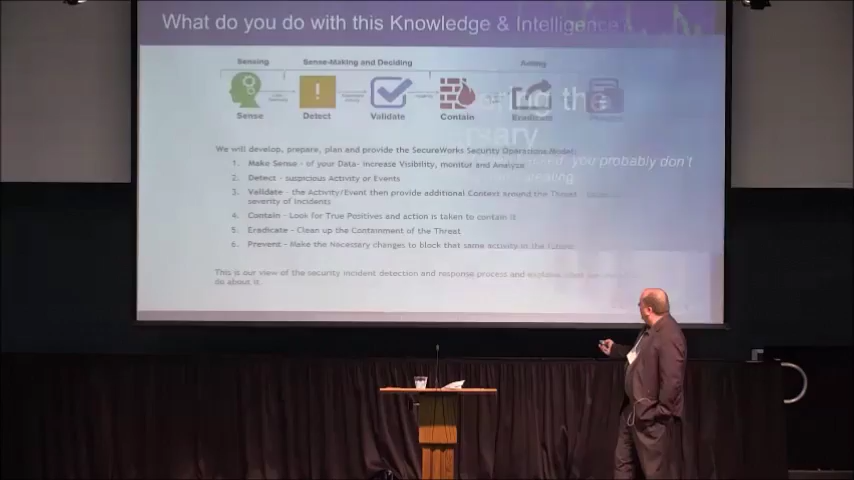 What do you do with this Knowledge & Intelligence
Sensing Sense-Making and Deciding Acting
Sense Detect Validate Contain Eradicate
ering the
rsary
you probably don't
We will develop, prepare, plan and provide the SecureWorks Security Operations Model:
1. Make Sense - of your Data- Increase Visibility, monitor and Analyze
2. Detect - suspicious Activity or Events
3. Validate - the Activity/Event then provide additional Context around the Threat -
severity of incidents
4. Contain - Look for True Positives and action is taken to contain it
5. Eradicate - Clean up the Containment of the Threat
6. Prevent - Make the Necessary changes to block that same activity in the future
This is our view of the security incident detection and response process and
do about it.